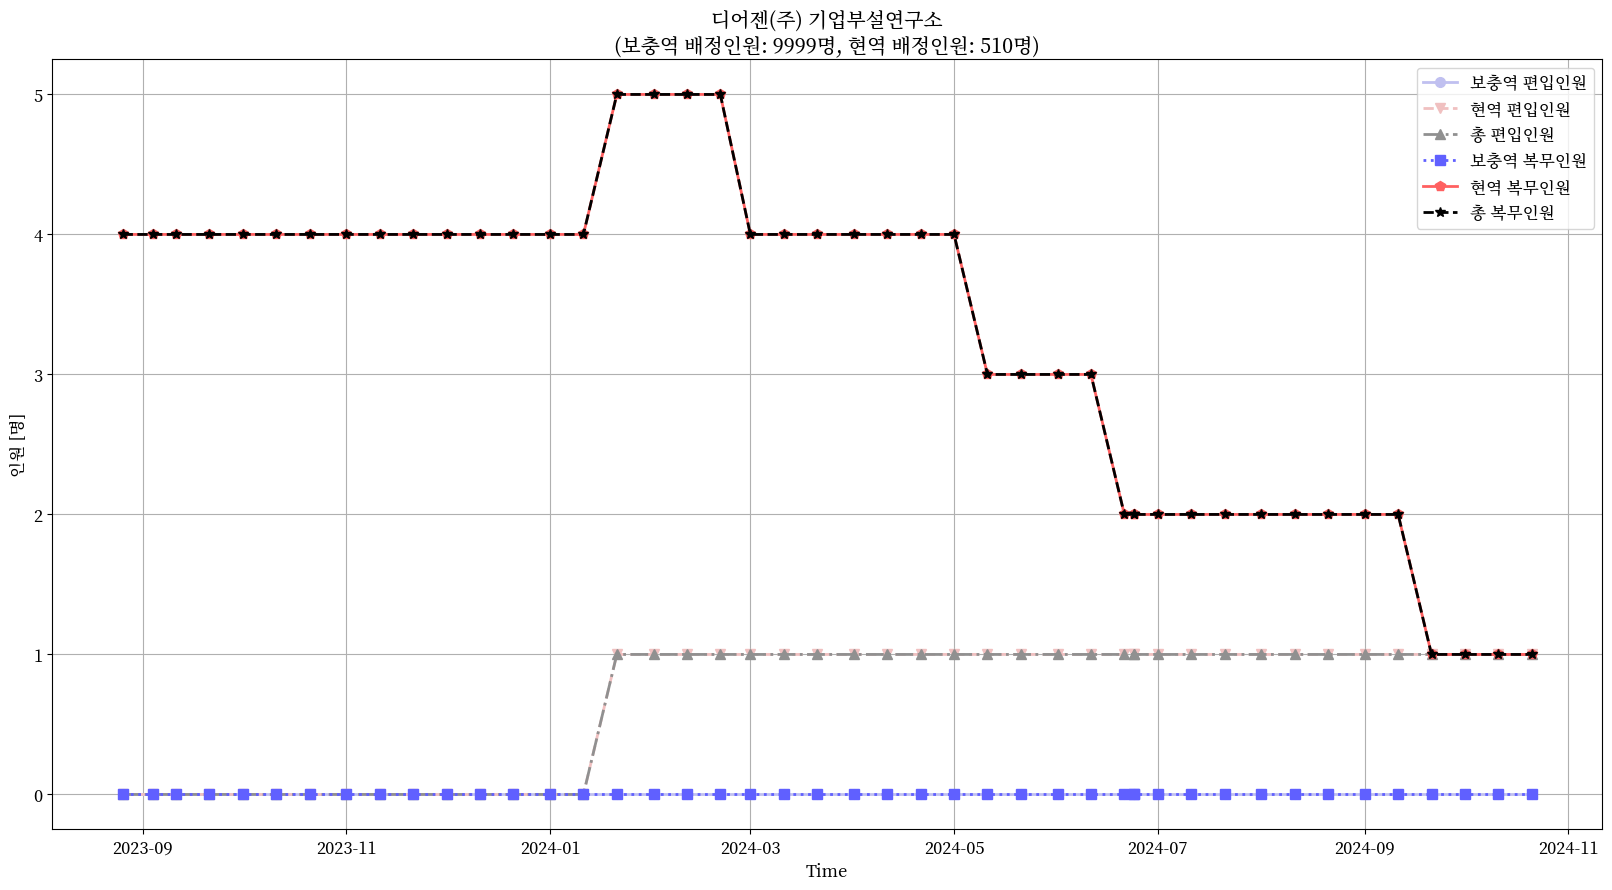 디어젠(주) 기업부설연구소
(보충역 배정인원: 9999명, 현역 배정인원: 510명)
보충역 편입인원
현역 편입인원
총 편입인원
보충역 복무인원
현역 복무인원
총 복무인원
인원 [명]
5
4
3
2
1
0
2023-09
2023-11
2024-01
2024-03
2024-05
2024-07
2024-09
2024-11
Time